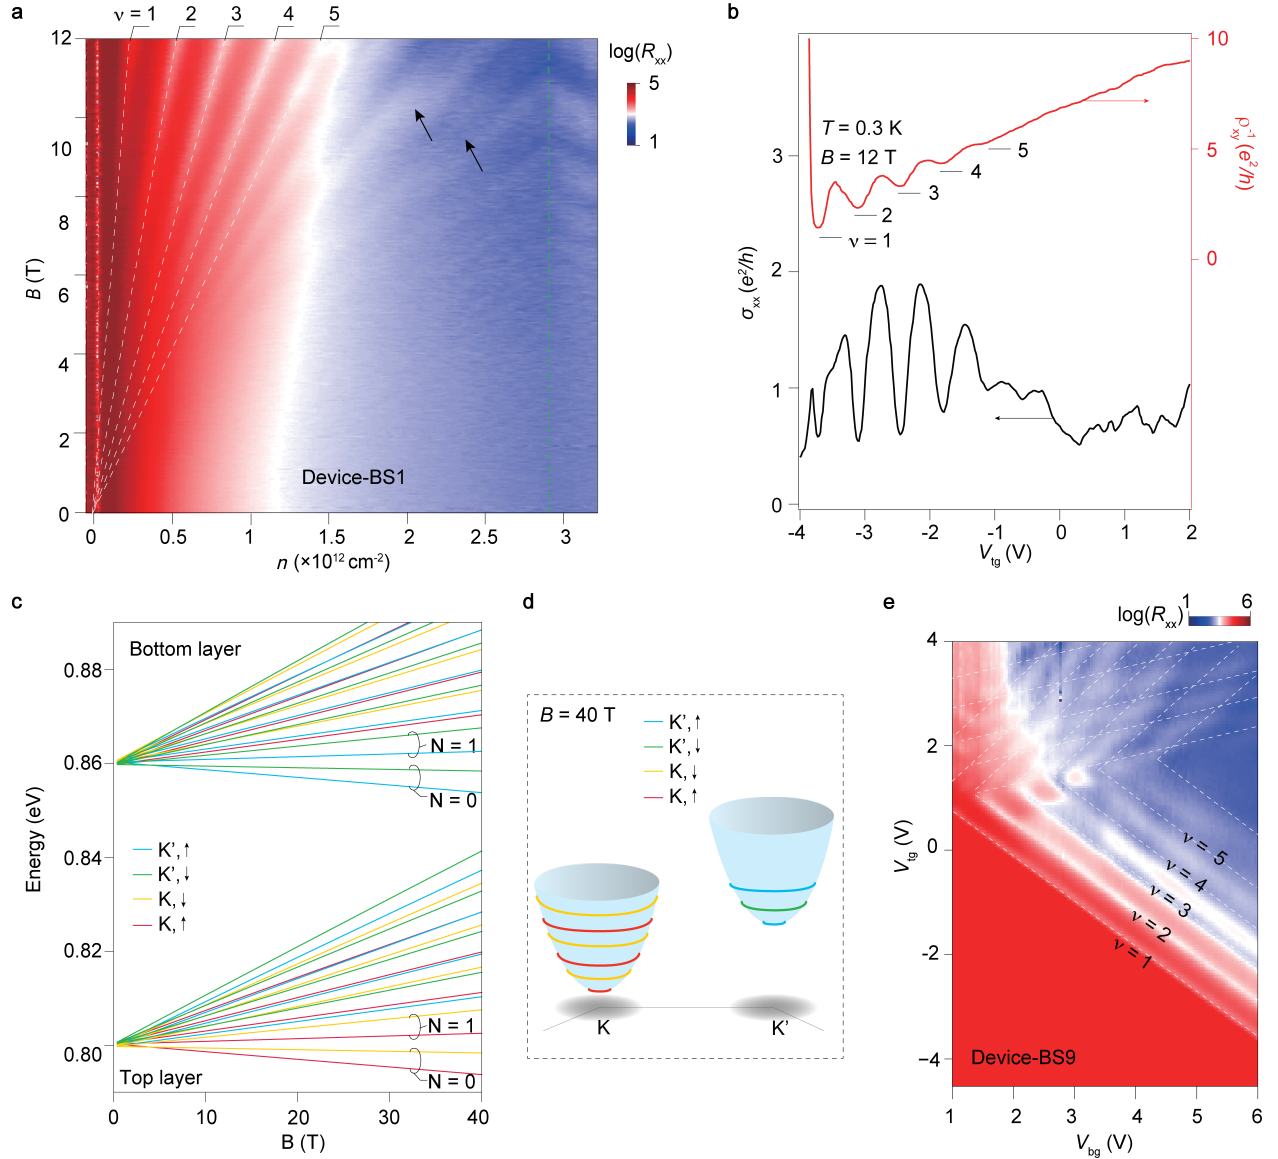 a
ν = 1 2 3 4 5
12
10
8
6
4
2
0
B (T)
Device-BS1
0 0.5 1 1.5 2 2.5 3
n (×10¹² cm⁻²)
log(Rxx)
5
1
b
10
5
0
ρxy⁻¹ (e²/h)
T = 0.3 K
B = 12 T
5
4
3
2
ν = 1
3
2
1
0
σxx (e²/h)
-4 -3 -2 -1 0 1 2
Vtg (V)
c
Bottom layer
0.88
0.86
0.84
0.82
0.80
Energy (eV)
N = 1
N = 0
K', ↑
K', ↓
K, ↓
K, ↑
N = 1
N = 0
Top layer
0 10 20 30 40
B (T)
d
B = 40 T
K', ↑
K', ↓
K, ↓
K, ↑
K
K'
e
log(Rxx) 1 6
4
2
0
−2
−4
Vtg (V)
ν = 5
ν = 4
ν = 3
ν = 2
ν = 1
Device-BS9
1 2 3 4 5 6
Vbg (V)